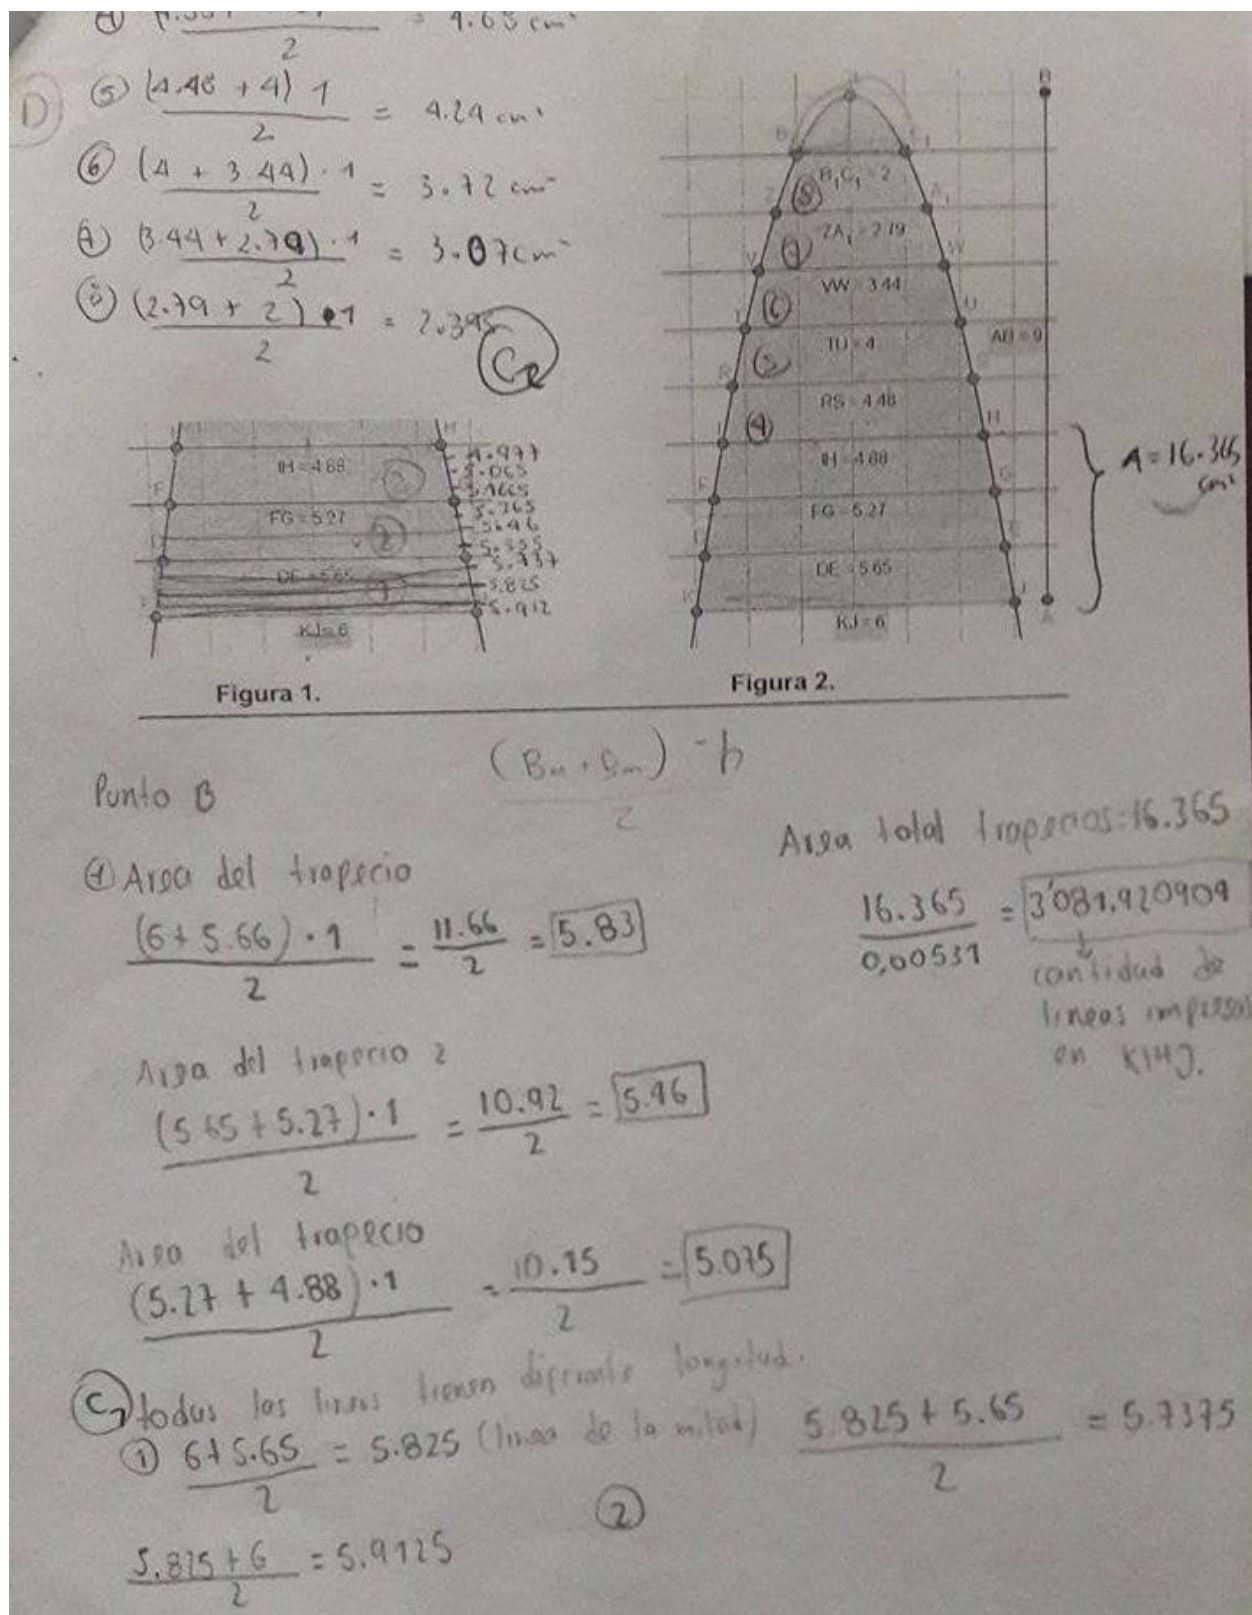 2
D
⑤ (4.48 + 4) 1 / 2 = 4.24 cm²
⑥ (4 + 3.44) · 1 / 2 = 3.72 cm²
(3.44 + 2.79) · 1 / 2 = 3.07 cm²
(2.79 + 2) · 1 / 2 = 2.395
B₁C₁ = 2
ZA₁ = 2.79
VW = 3.44
TU = 4
RS = 4.48
IH = 4.88
FG = 5.27
DE = 5.65
KJ = 6
AB = 9
B
A
A = 16.365 cm²
IH = 4.88
FG = 5.27
DE = 5.65
KJ = 6
4.977
5.065
5.365
5.46
5.555
5.737
5.825
5.912
Figura 1.
Figura 2.
Punto B
Area total trapecios: 16.365
16.365 / 0,00531 = 3'081.920909
cantidad de
lineas impresas
en KIHJ.
① Area del trapecio
(6 + 5.66) · 1 / 2 = 11.66 / 2 = 5.83
Area del trapecio 2
(5.65 + 5.27) · 1 / 2 = 10.92 / 2 = 5.46
Area del trapecio
(5.27 + 4.88) · 1 / 2 = 10.15 / 2 = 5.075
C) todas las lineas tienen diferente longitud.
① 6 + 5.65 / 2 = 5.825 (linea de la mitad) 5.825 + 5.65 / 2 = 5.7375
②
5.825 + 6 / 2 = 5.9125